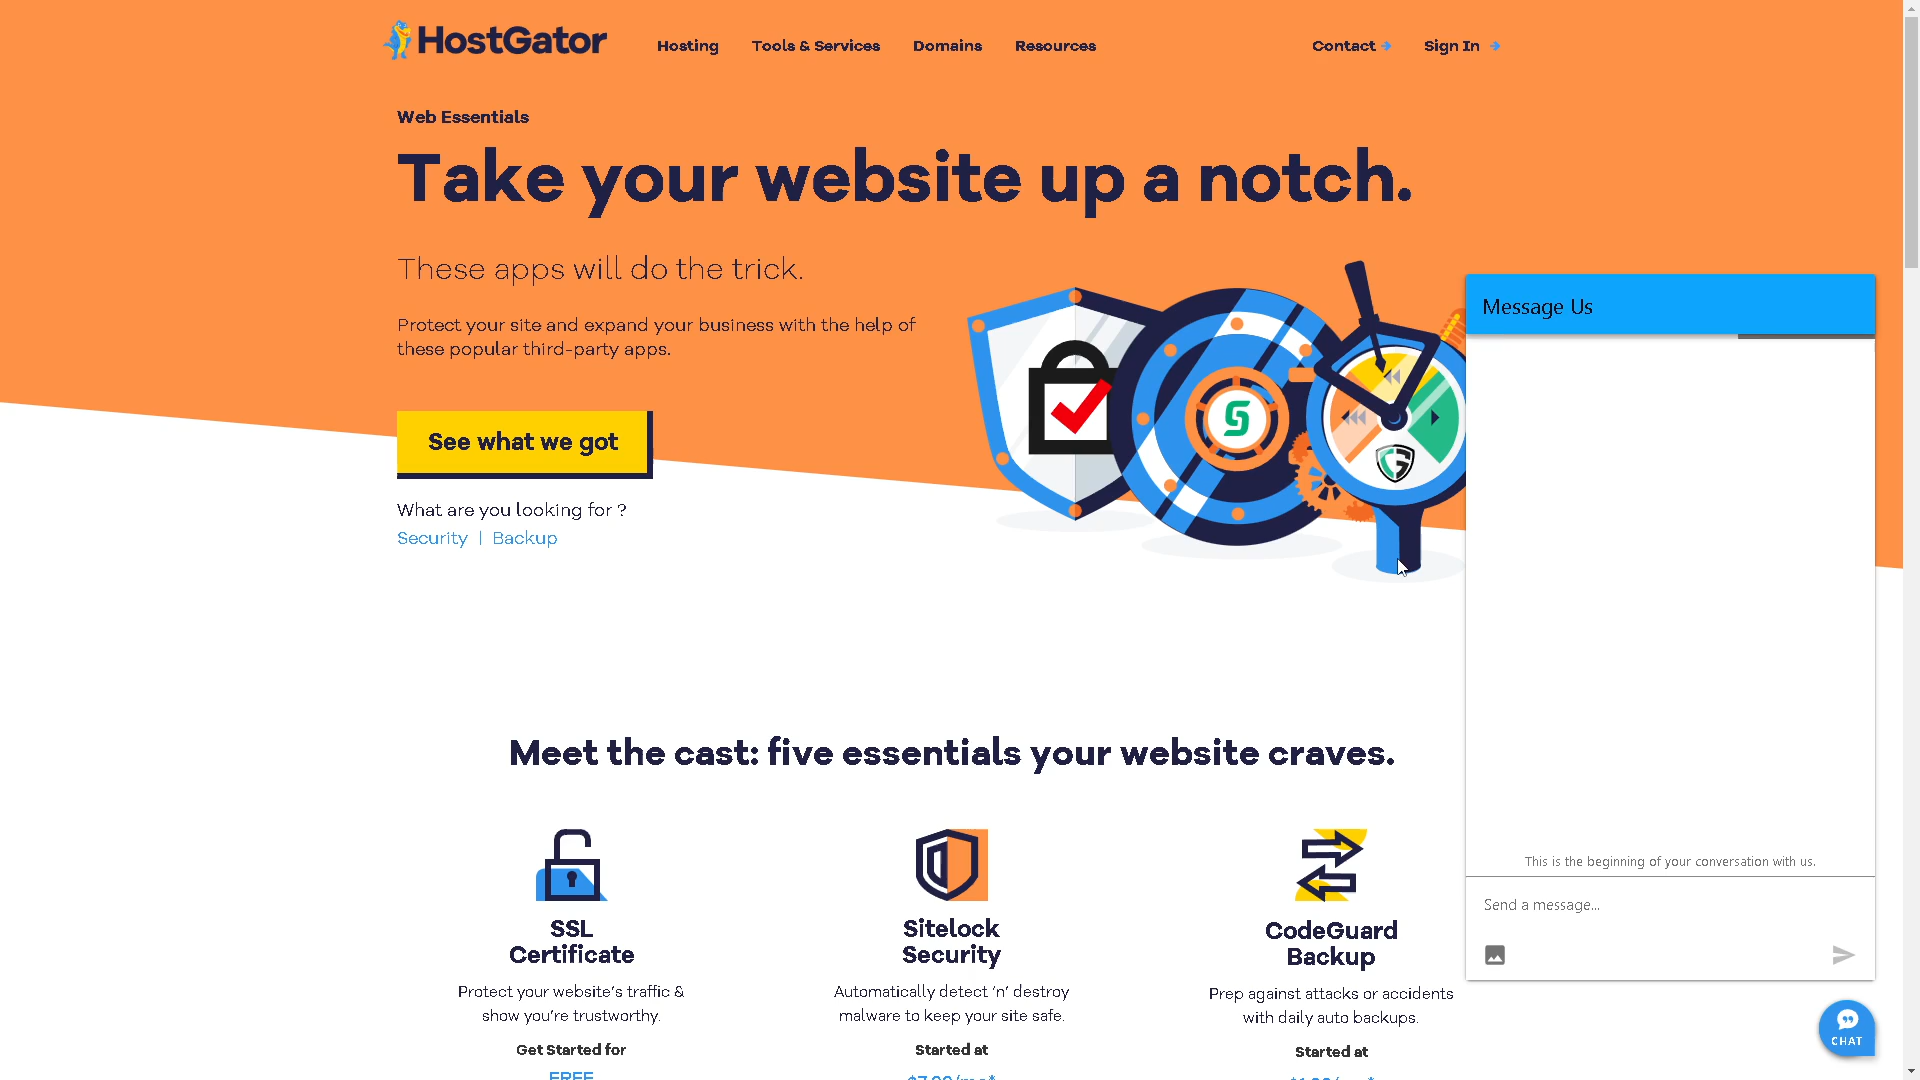 HostGator
Hosting
Tools & Services
Domains
Resources
Contact
Sign In
Web Essentials
Take your website up a notch.
These apps will do the trick.
Protect your site and expand your business with the help of
these popular third-party apps.
See what we got
What are you looking for ?
Security | Backup
Message Us
This is the beginning of your conversation with us.
Send a message...
CHAT
Meet the cast: five essentials your website craves.
SSL
Certificate
Protect your website's traffic &
show you're trustworthy.
Get Started for
FREE
Sitelock
Security
Automatically detect 'n' destroy
malware to keep your site safe.
Started at
CodeGuard
Backup
Prep against attacks or accidents
with daily auto backups.
Started at